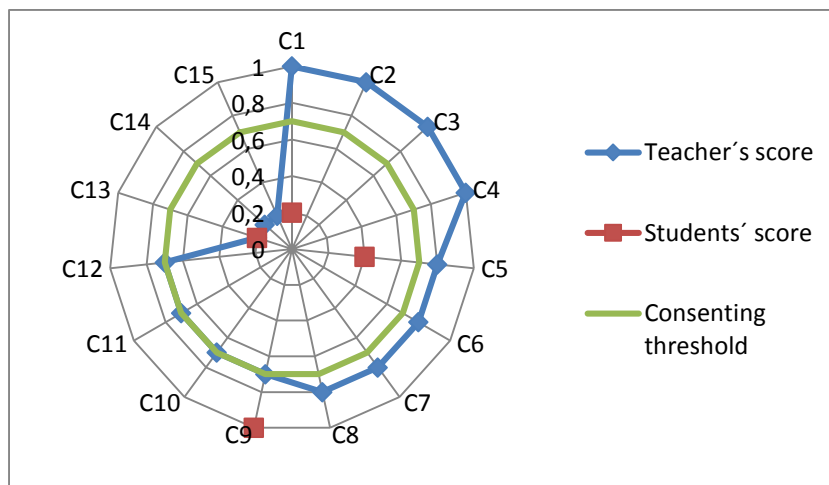 C1
C2
C3
C4
C5
C6
C7
C8
C9
C10
C11
C12
C13
C14
C15
1
0,8
0,6
0,4
0,2
0
Teacher´s score
Students´ score
Consenting
threshold